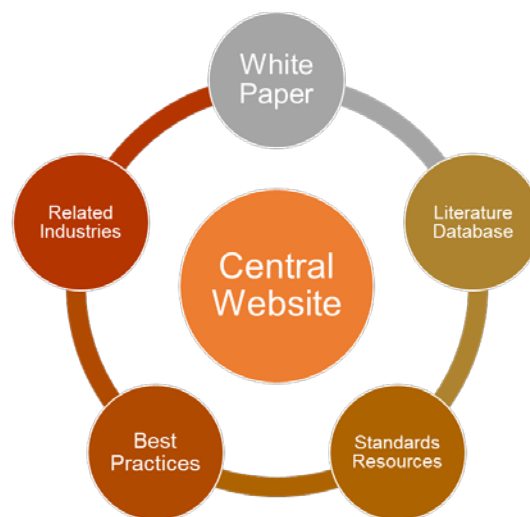 White
Paper
Related
Industries
Literature
Database
Central
Website
Best
Practices
Standards
Resources